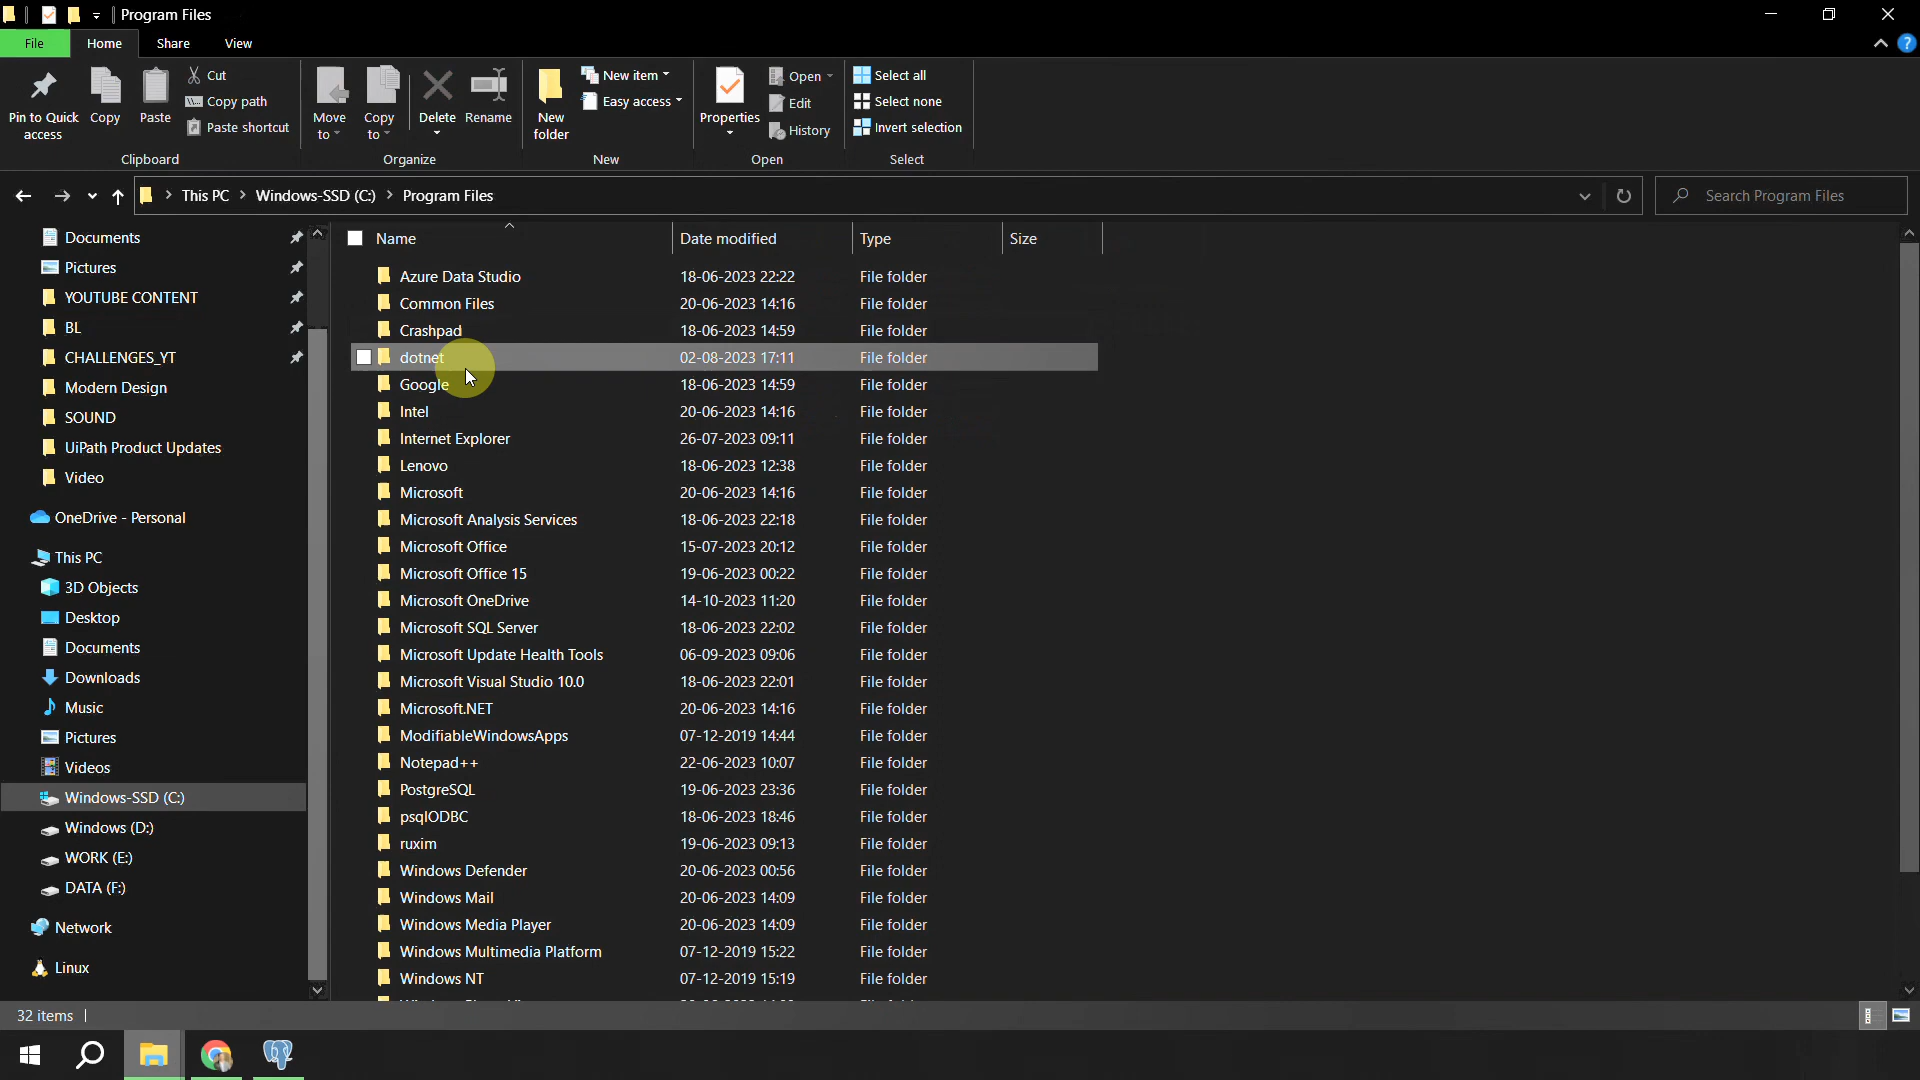 Program Files
File Home Share View
Pin to Quick access
Copy
Paste
Cut
Copy path
Paste shortcut
Clipboard
Move to
Copy to
Delete
Rename
Organize
New folder
New item
Easy access
New
Properties
Open
Edit
History
Open
Select all
Select none
Invert selection
Select
This PC > Windows-SSD (C:) > Program Files
Search Program Files
Documents
Pictures
YOUTUBE CONTENT
BL
CHALLENGES_YT
Modern Design
SOUND
UiPath Product Updates
Video
OneDrive - Personal
This PC
3D Objects
Desktop
Documents
Downloads
Music
Pictures
Videos
Windows-SSD (C:)
Windows (D:)
WORK (E:)
DATA (F:)
Network
Linux
Name Date modified Type Size
Azure Data Studio 18-06-2023 22:22 File folder
Common Files 20-06-2023 14:16 File folder
Crashpad 18-06-2023 14:59 File folder
dotnet 02-08-2023 17:11 File folder
Google 18-06-2023 14:59 File folder
Intel 20-06-2023 14:16 File folder
Internet Explorer 26-07-2023 09:11 File folder
Lenovo 18-06-2023 12:38 File folder
Microsoft 20-06-2023 14:16 File folder
Microsoft Analysis Services 18-06-2023 22:18 File folder
Microsoft Office 15-07-2023 20:12 File folder
Microsoft Office 15 19-06-2023 00:22 File folder
Microsoft OneDrive 14-10-2023 11:20 File folder
Microsoft SQL Server 18-06-2023 22:02 File folder
Microsoft Update Health Tools 06-09-2023 09:06 File folder
Microsoft Visual Studio 10.0 18-06-2023 22:01 File folder
Microsoft.NET 20-06-2023 14:16 File folder
ModifiableWindowsApps 07-12-2019 14:44 File folder
Notepad++ 22-06-2023 10:07 File folder
PostgreSQL 19-06-2023 23:36 File folder
psqlODBC 18-06-2023 18:46 File folder
ruxim 19-06-2023 09:13 File folder
Windows Defender 20-06-2023 00:56 File folder
Windows Mail 20-06-2023 14:09 File folder
Windows Media Player 20-06-2023 14:09 File folder
Windows Multimedia Platform 07-12-2019 15:22 File folder
Windows NT 07-12-2019 15:19 File folder
32 items